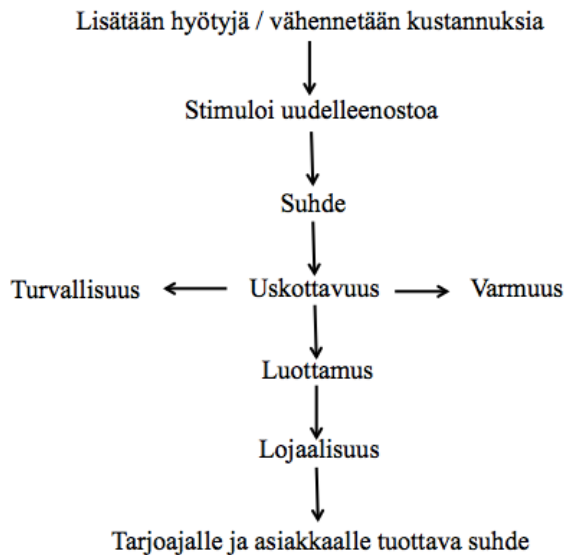 Lisätään hyötyjä / vähennetään kustannuksia
Stimuloi uudelleenostoa
Suhde
Turvallisuus Uskottavuus Varmuus
Luottamus
Lojaalisuus
Tarjoajalle ja asiakkaalle tuottava suhde